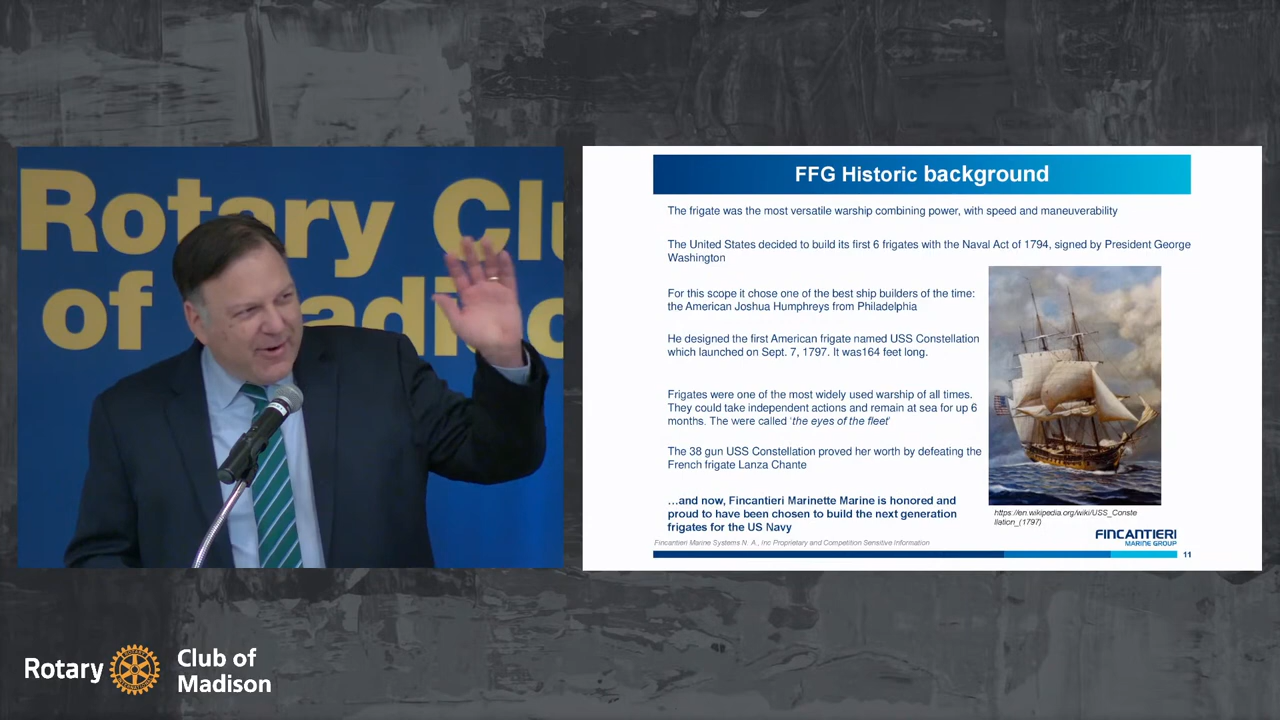 Rotary Clu
of Madiso
FFG Historic background
The frigate was the most versatile warship combining power, with speed and maneuverability
The United States decided to build its first 6 frigates with the Naval Act of 1794, signed by President George
Washington
For this scope it chose one of the best ship builders of the time:
the American Joshua Humphreys from Philadelphia
He designed the first American frigate named USS Constellation
which launched on Sept. 7, 1797. It was164 feet long.
Frigates were one of the most widely used warship of all times.
They could take independent actions and remain at sea for up 6
months. The were called 'the eyes of the fleet'
The 38 gun USS Constellation proved her worth by defeating the
French frigate Lanza Chante
…and now, Fincantieri Marinette Marine is honored and
proud to have been chosen to build the next generation
frigates for the US Navy
https://en.wikipedia.org/wiki/USS_Conste
llation_(1797)
FINCANTIERI
MARINE GROUP
Fincantieri Marine Systems N. A., Inc Proprietary and Competition Sensitive Information
11
Rotary
Club of
Madison